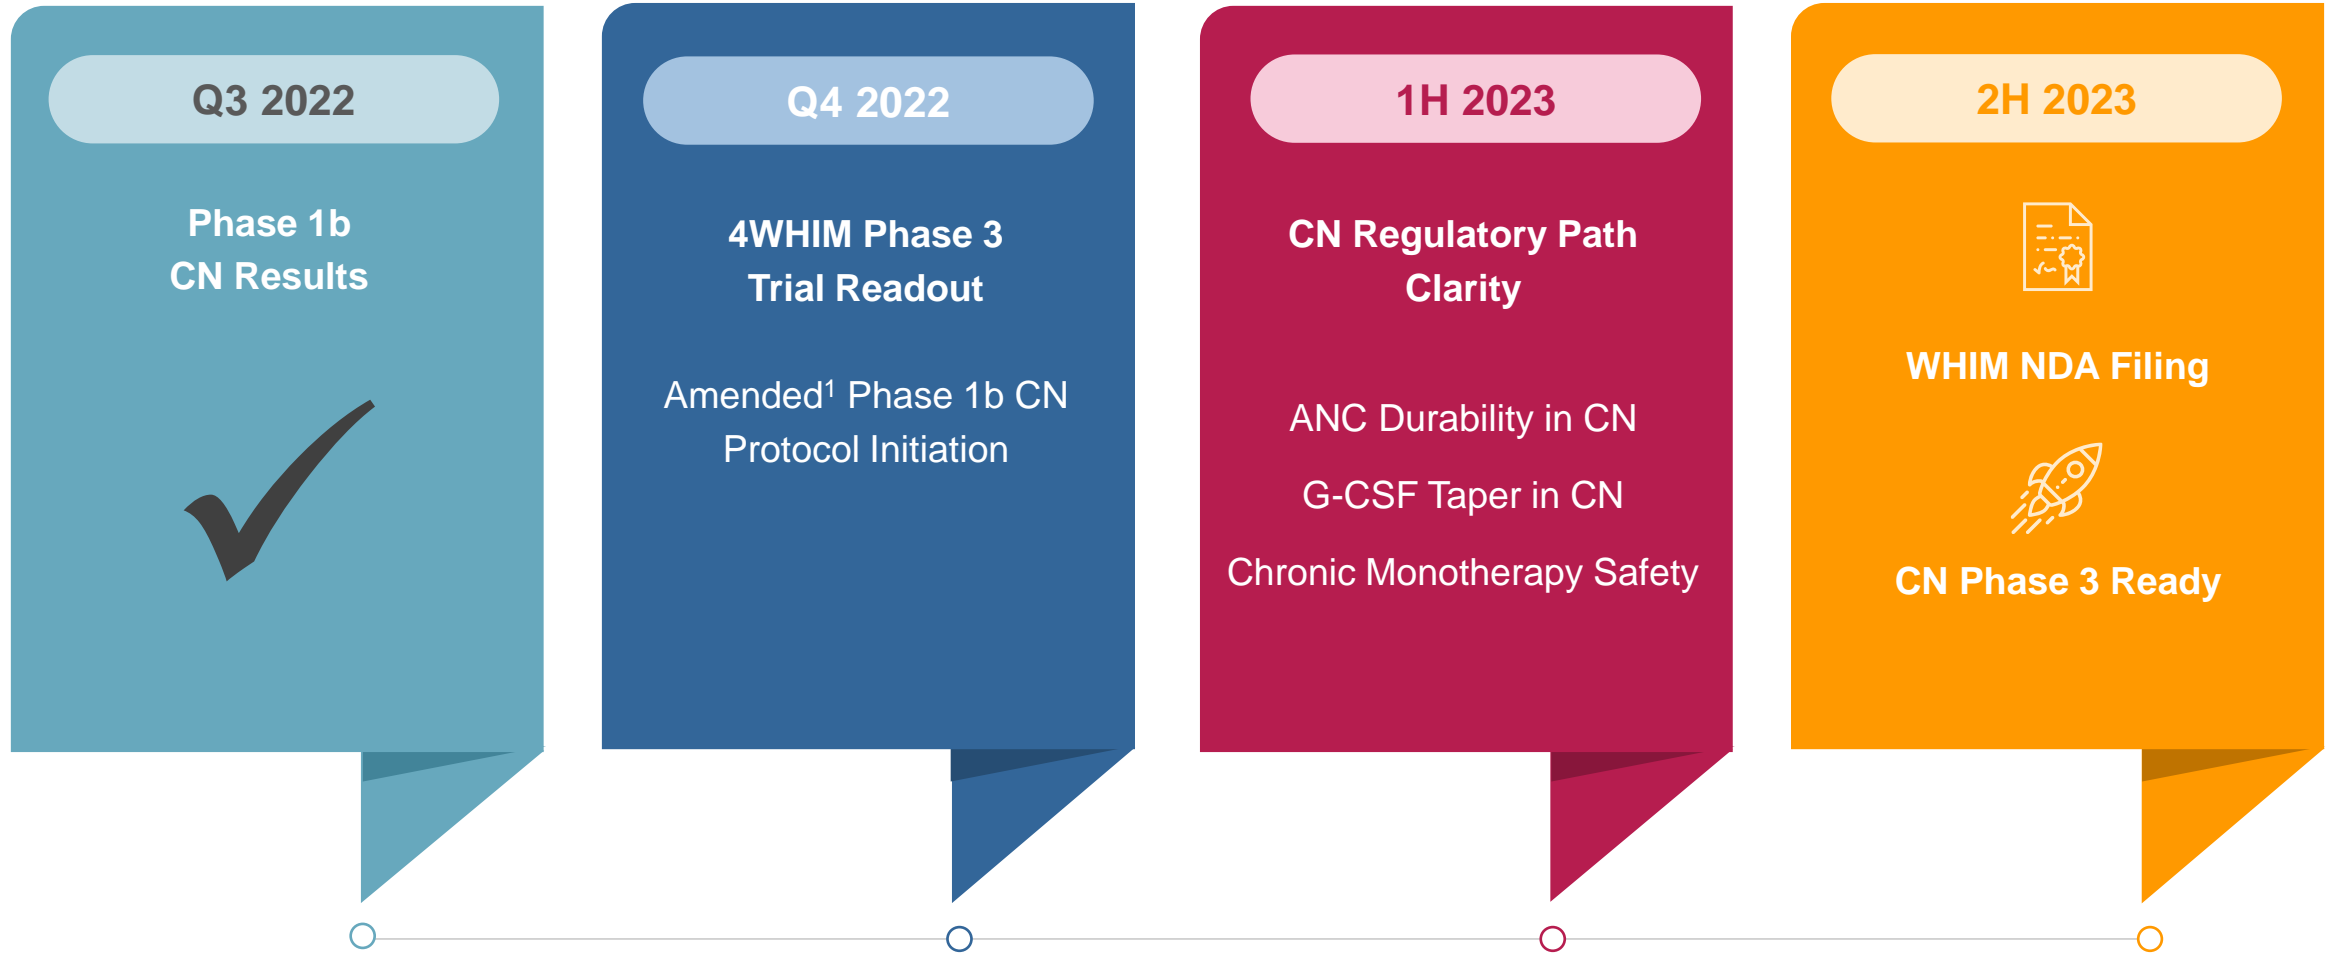 Q3 2022
Phase 1b
CN Results
Q4 2022
4WHIM Phase 3
Trial Readout
Amended¹ Phase 1b CN
Protocol Initiation
1H 2023
CN Regulatory Path
Clarity
ANC Durability in CN
G-CSF Taper in CN
Chronic Monotherapy Safety
2H 2023
WHIM NDA Filing
CN Phase 3 Ready